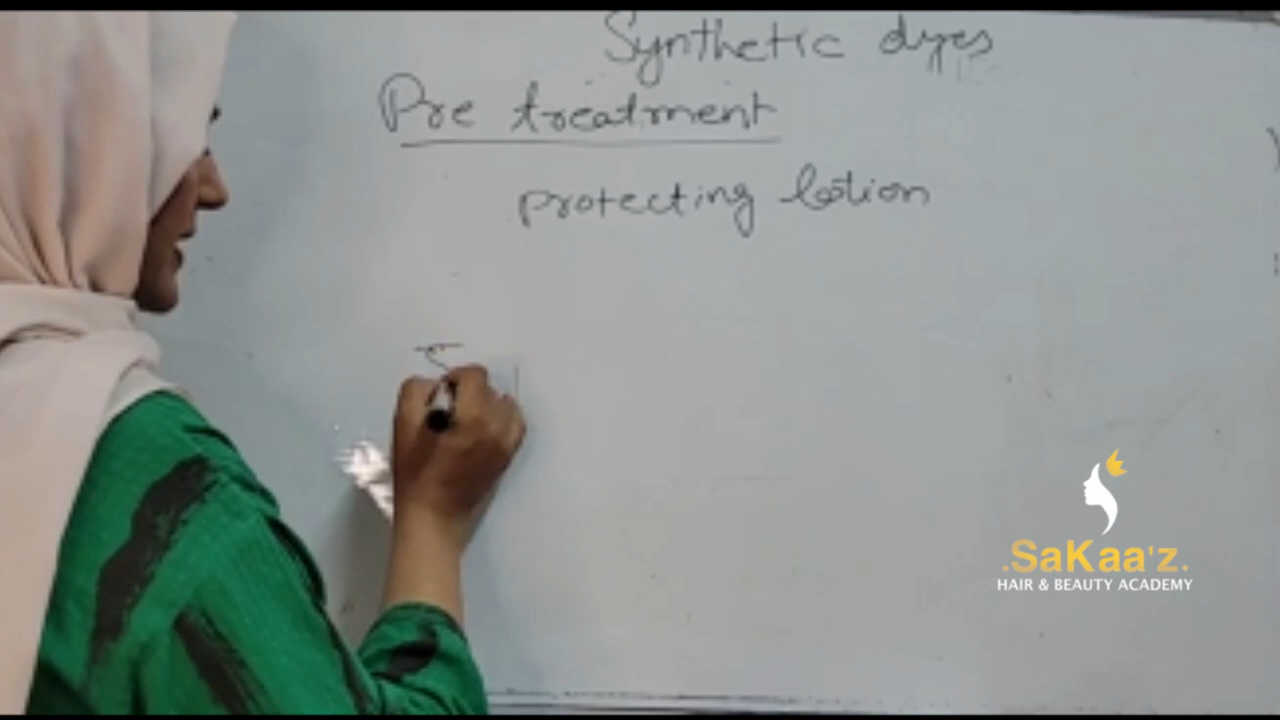 Synthetic dyes
Pre treatment
protecting lotion
.SaKaa'z.
HAIR & BEAUTY ACADEMY